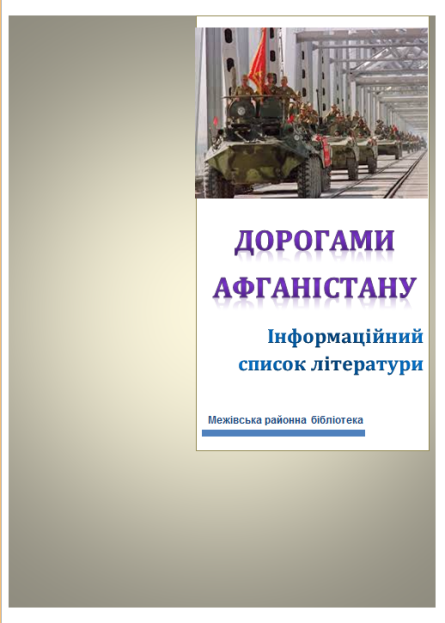 ДОРОГАМИ
АФГАНІСТАНУ
Інформаційний
список літератури
Межівська районна бібліотека